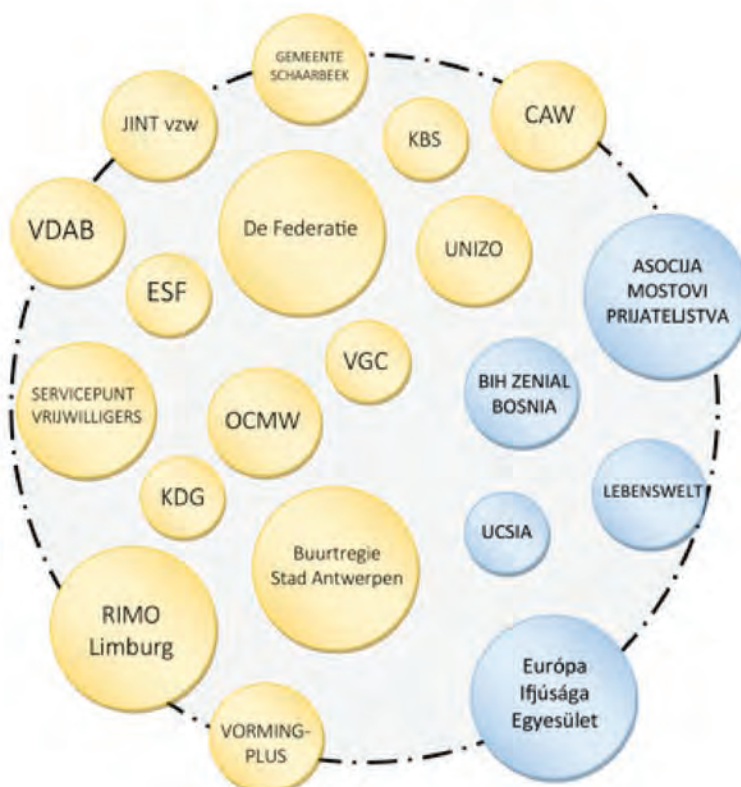 GEMEENTE
SCHAARBEEK
JINT vzw
CAW
KBS
VDAB
De Federatie
UNIZO
ESF
ASOCIJA
MOSTOVI
PRIJATELJSTVA
VGC
BIH ZENIAL
BOSNIA
SERVICEPUNT
VRIJWILLIGERS
OCMW
KDG
LEBENSWELT
UCSIA
Buurtregie
Stad Antwerpen
RIMO
Limburg
Európa
Ifjúsága
Egyesület
VORMING-
PLUS